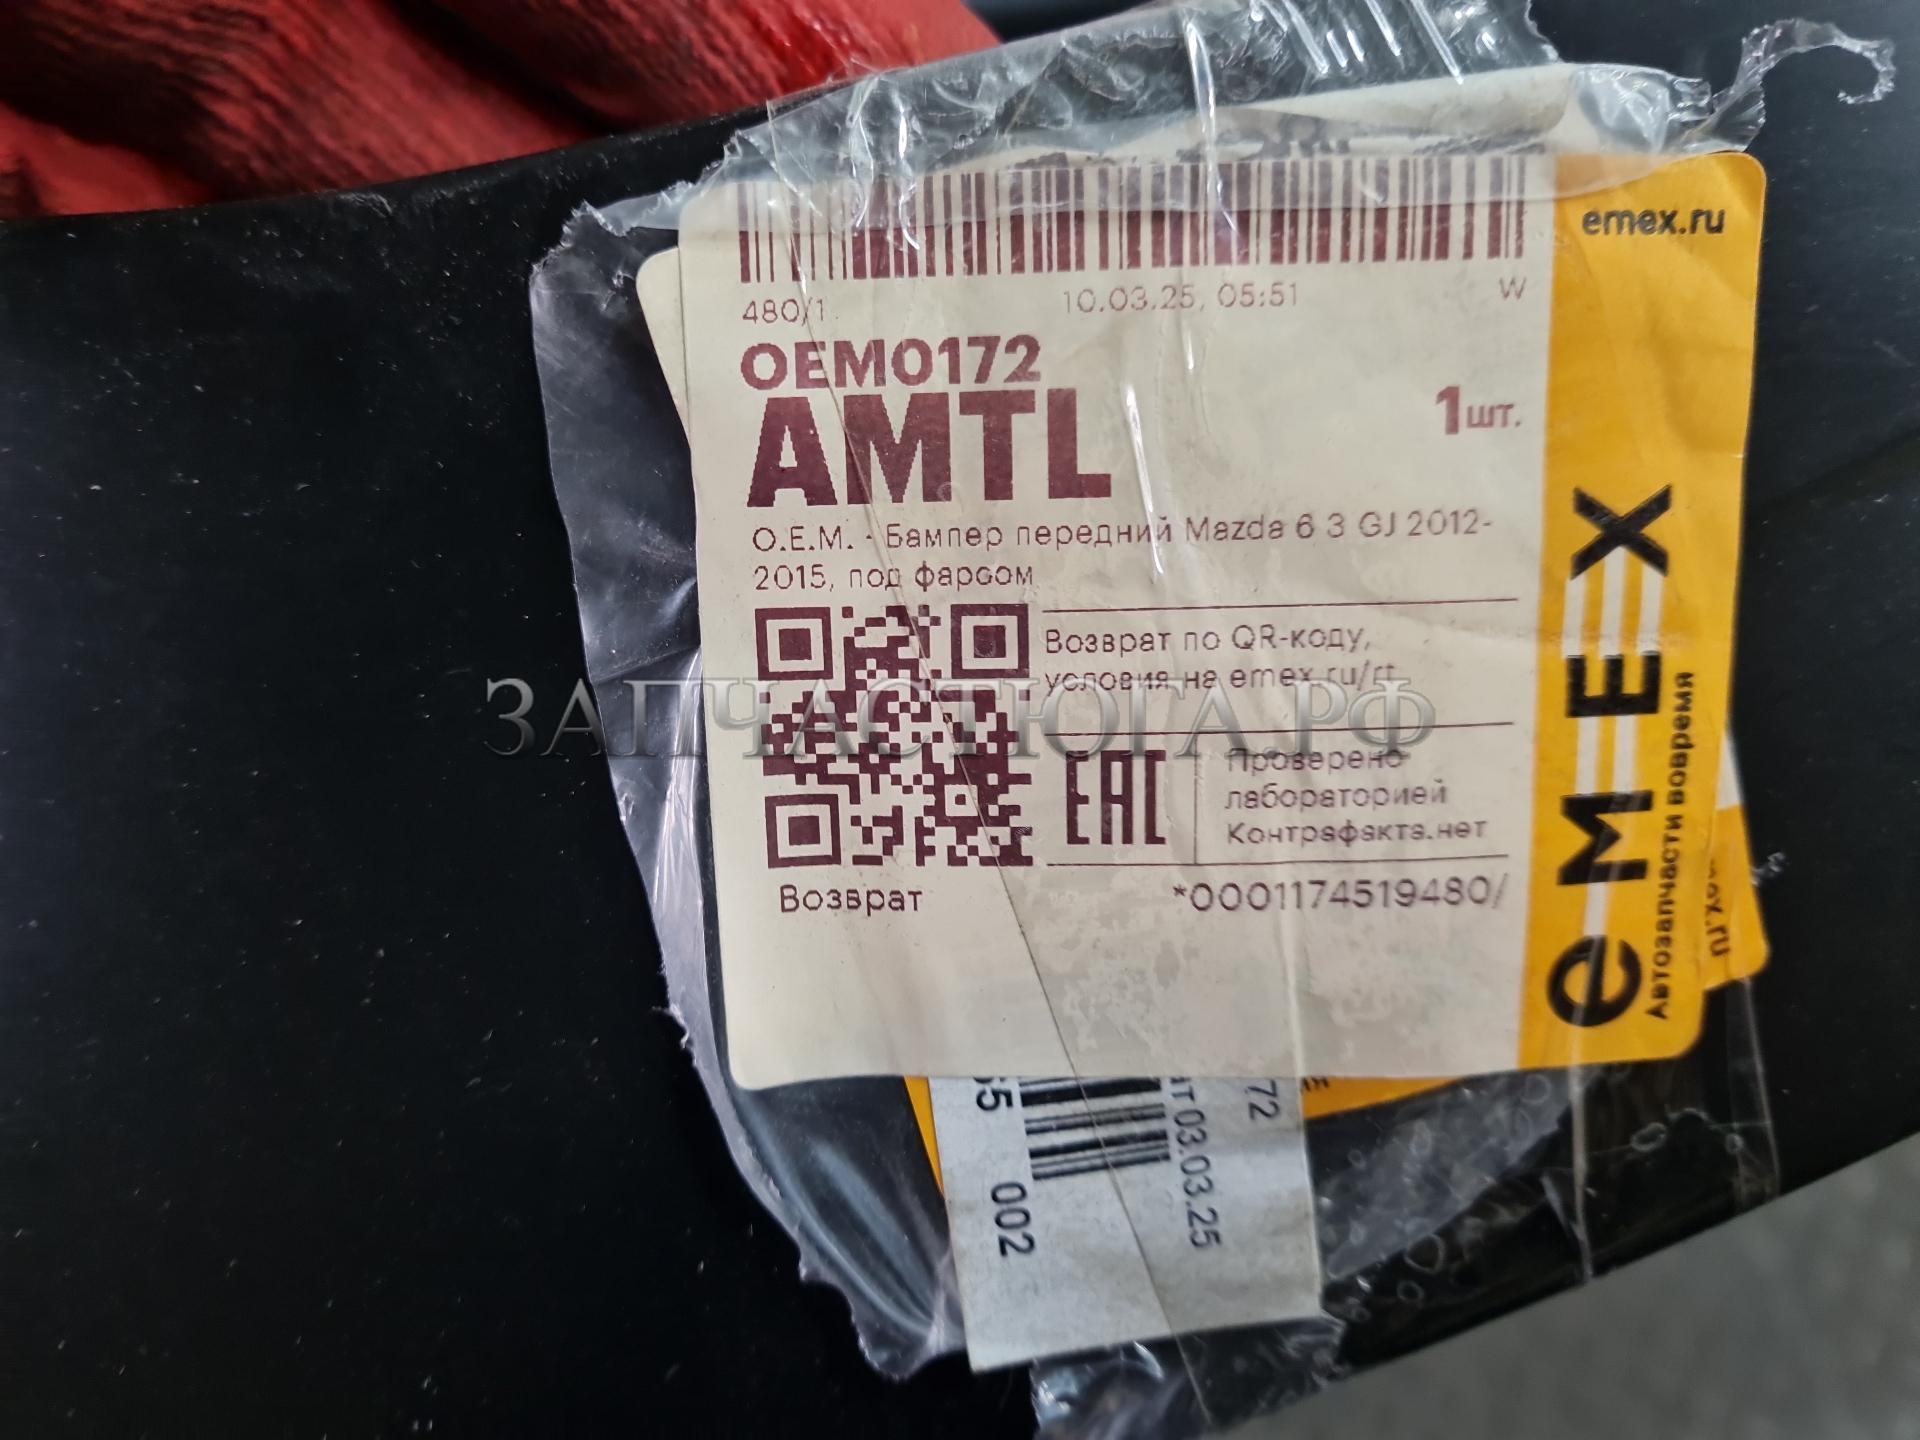 emex.ru
480/1
10.03.25, 05:51
W
OEM0172
AMTL
1шт.
O.E.M. - Бампер передний Mazda 6 3 GJ 2012-
2015, под фарсом
Возврат по QR-коду,
условия на emex.ru/rt
ЗАПЧАСТЮГА.РФ
EAC
Проверено
лабораторией
Контрафакта.нет
Возврат
*0001174519480/
emex
Автозапчасти вовремя
x.ru
72
03.03.25
002